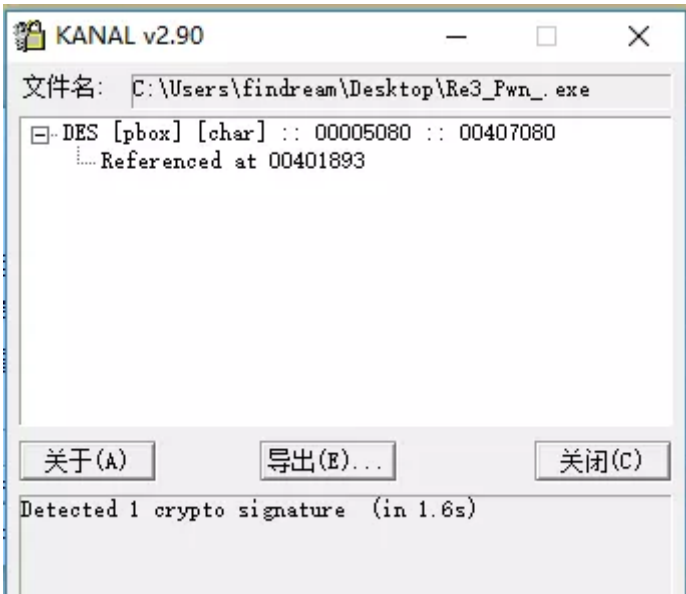 KANAL v2.90
文件名: C:\Users\findream\Desktop\Re3_Pwn_.exe
DES [pbox] [char] :: 00005080 :: 00407080
Referenced at 00401893
关于(A) 导出(E)... 关闭(C)
Detected 1 crypto signature (in 1.6s)